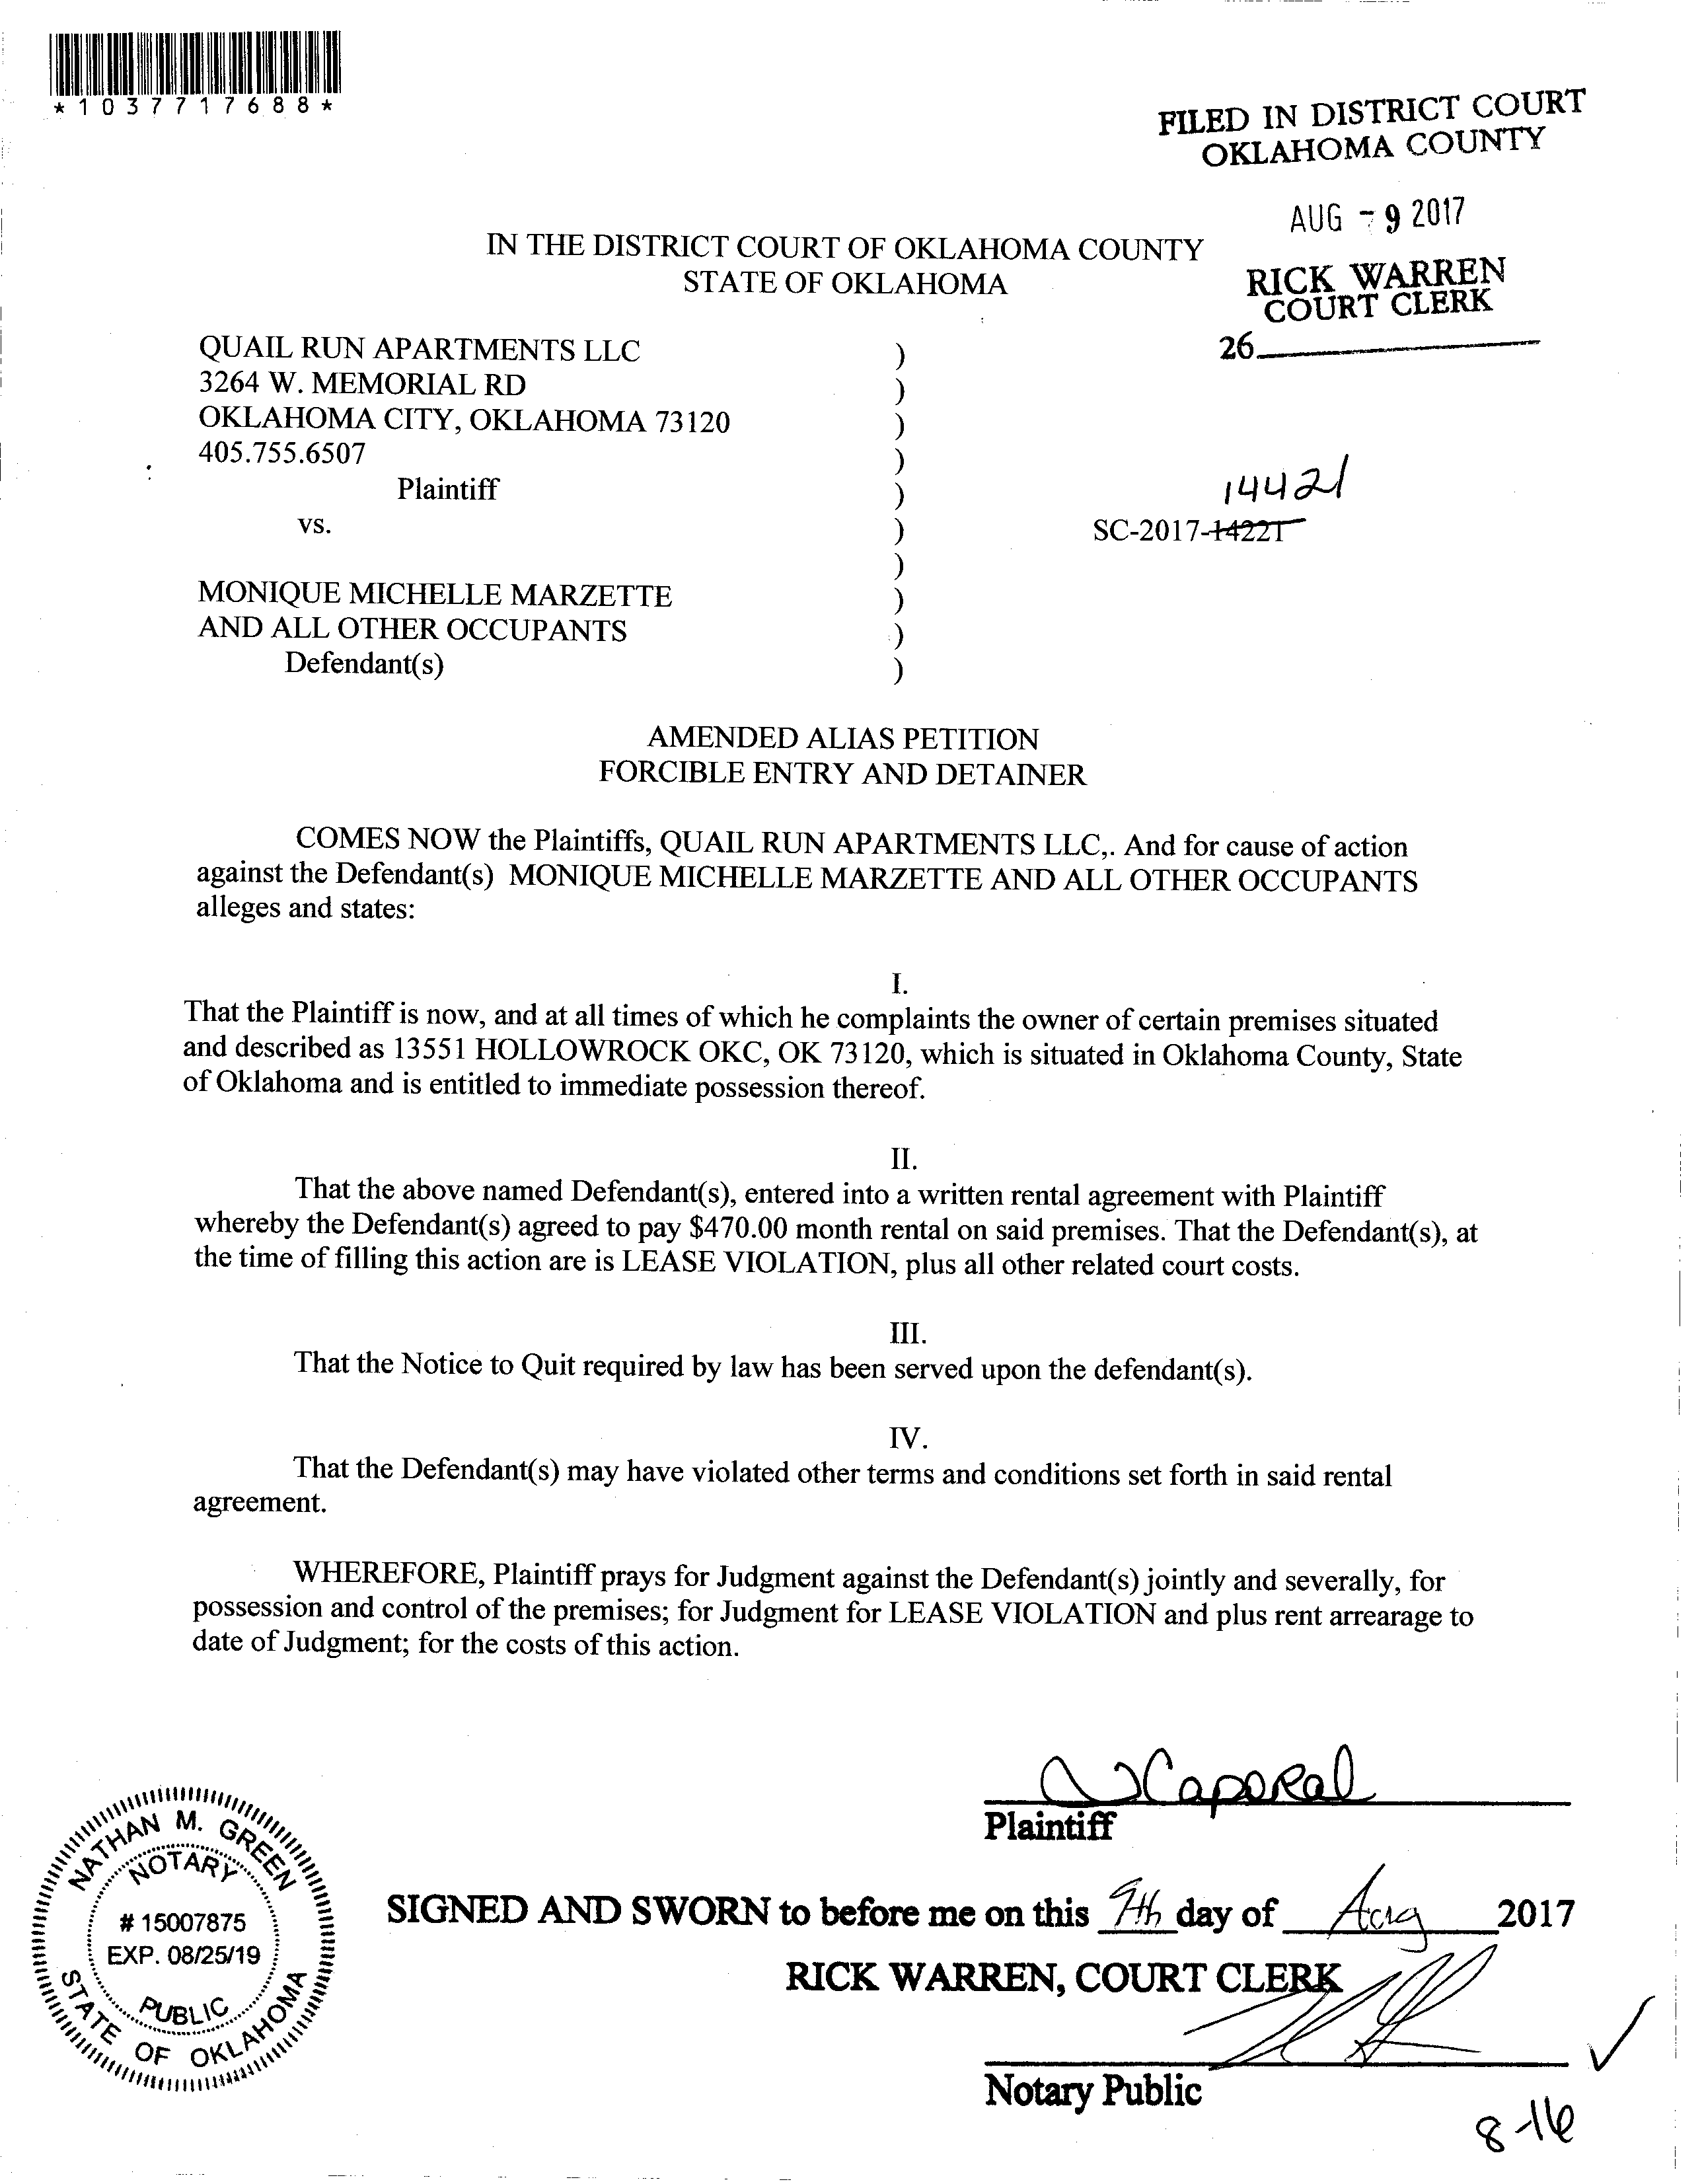 *1037717688*
FILED IN DISTRICT COURT
OKLAHOMA COUNTY
AUG - 9 2017
RICK WARREN
COURT CLERK
26
IN THE DISTRICT COURT OF OKLAHOMA COUNTY
STATE OF OKLAHOMA
QUAIL RUN APARTMENTS LLC )
3264 W. MEMORIAL RD )
OKLAHOMA CITY, OKLAHOMA 73120 )
405.755.6507 )
Plaintiff )
vs. )
)
MONIQUE MICHELLE MARZETTE )
AND ALL OTHER OCCUPANTS )
Defendant(s) )
14421
SC-2017-14221
AMENDED ALIAS PETITION
FORCIBLE ENTRY AND DETAINER
COMES NOW the Plaintiffs, QUAIL RUN APARTMENTS LLC,. And for cause of action
against the Defendant(s) MONIQUE MICHELLE MARZETTE AND ALL OTHER OCCUPANTS
alleges and states:
I.
That the Plaintiff is now, and at all times of which he complaints the owner of certain premises situated
and described as 13551 HOLLOWROCK OKC, OK 73120, which is situated in Oklahoma County, State
of Oklahoma and is entitled to immediate possession thereof.
II.
That the above named Defendant(s), entered into a written rental agreement with Plaintiff
whereby the Defendant(s) agreed to pay $470.00 month rental on said premises. That the Defendant(s), at
the time of filling this action are is LEASE VIOLATION, plus all other related court costs.
III.
That the Notice to Quit required by law has been served upon the defendant(s).
IV.
That the Defendant(s) may have violated other terms and conditions set forth in said rental
agreement.
WHEREFORE, Plaintiff prays for Judgment against the Defendant(s) jointly and severally, for
possession and control of the premises; for Judgment for LEASE VIOLATION and plus rent arrearage to
date of Judgment; for the costs of this action.
Caporal
Plaintiff
NATHAN M. GREEN
NOTARY
# 15007875
EXP. 08/25/19
PUBLIC
STATE OF OKLAHOMA
SIGNED AND SWORN to before me on this 9th day of Aug 2017
RICK WARREN, COURT CLERK
Notary Public
8-16